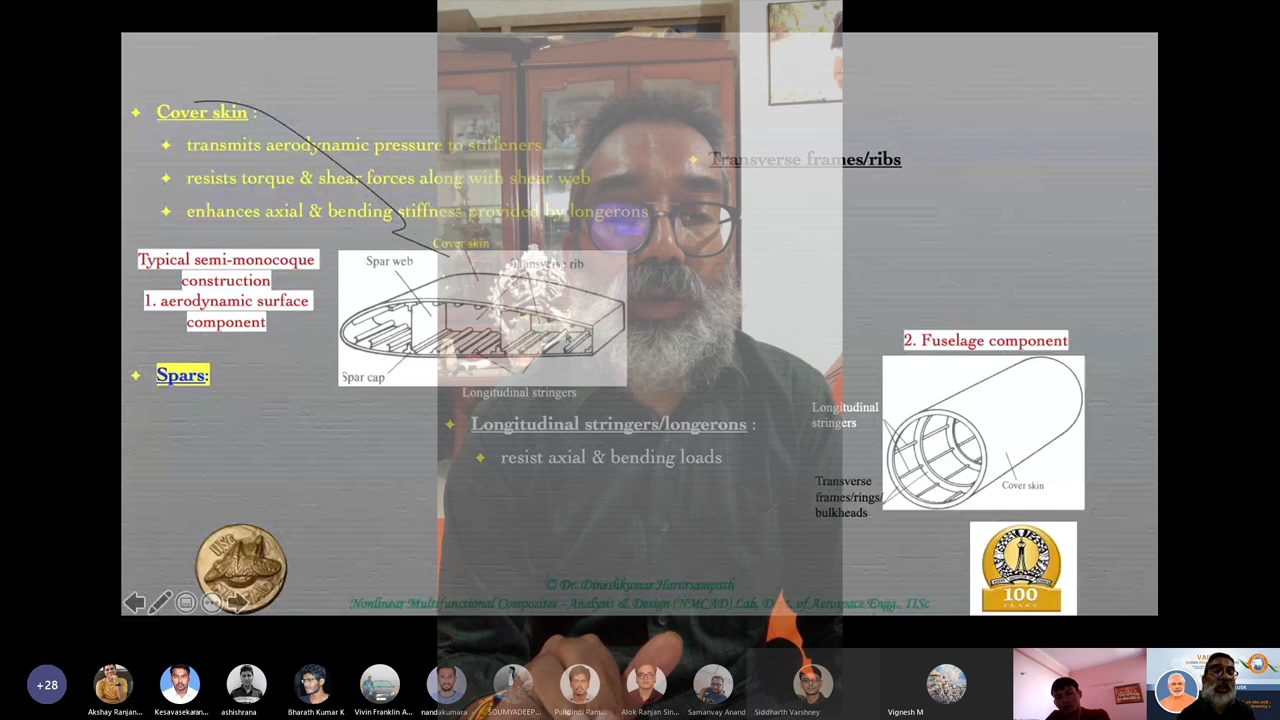 Cover skin :
transmits aerodynamic pressure to stiffeners
resists torque & shear forces along with shear web
enhances axial & bending stiffness provided by longerons
Transverse frames/ribs
Typical semi-monocoque
construction
1. aerodynamic surface
component
Cover skin
Spar web
Transverse rib
Spar cap
Longitudinal stringers
Spars:
Longitudinal stringers/longerons :
resist axial & bending loads
2. Fuselage component
Longitudinal
stringers
Transverse
frames/rings/
bulkheads
Cover skin
IISC
100
YEARS
© Dr. Dineshkumar Harursampath
Nonlinear Multifunctional Composites - Analysis & Design (NMCAD) Lab, Dept. of Aerospace Engg., IISc
+28
Akshay Ranjan...
Kesavasekaran...
ashishrana
Bharath Kumar K
Vivin Franklin A...
nandakumara
SOUMYADEEP...
Pulidindi Ram...
Alok Ranjan Sin...
Samanvay Anand
Siddharth Varshney
Vignesh M